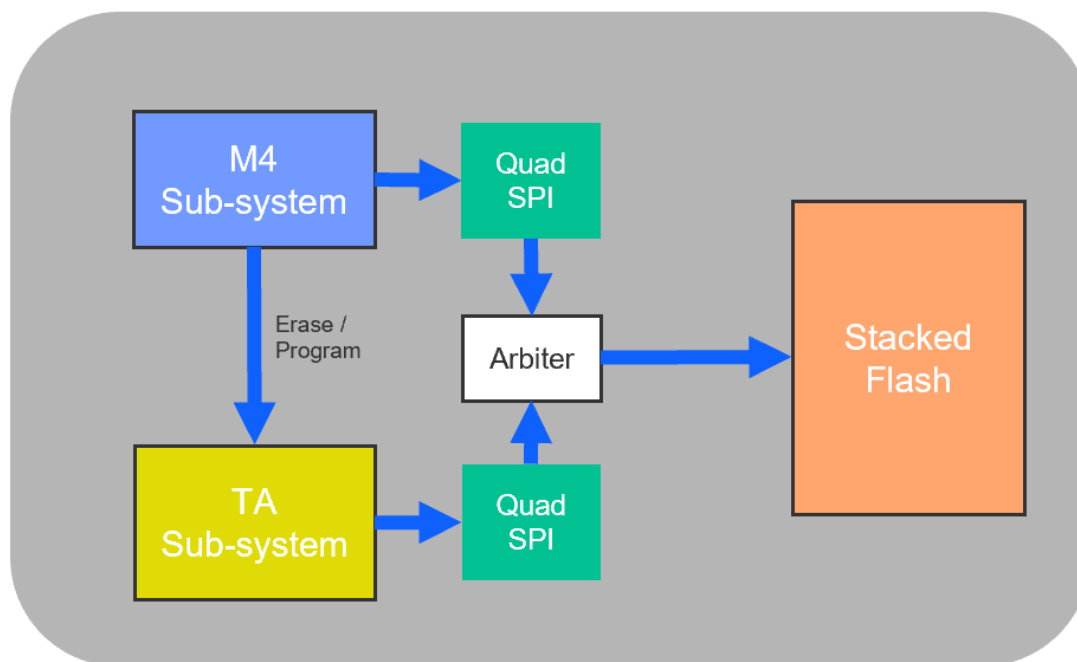 M4
Sub-system
Quad
SPI
Erase /
Program
Arbiter
Stacked
Flash
TA
Sub-system
Quad
SPI